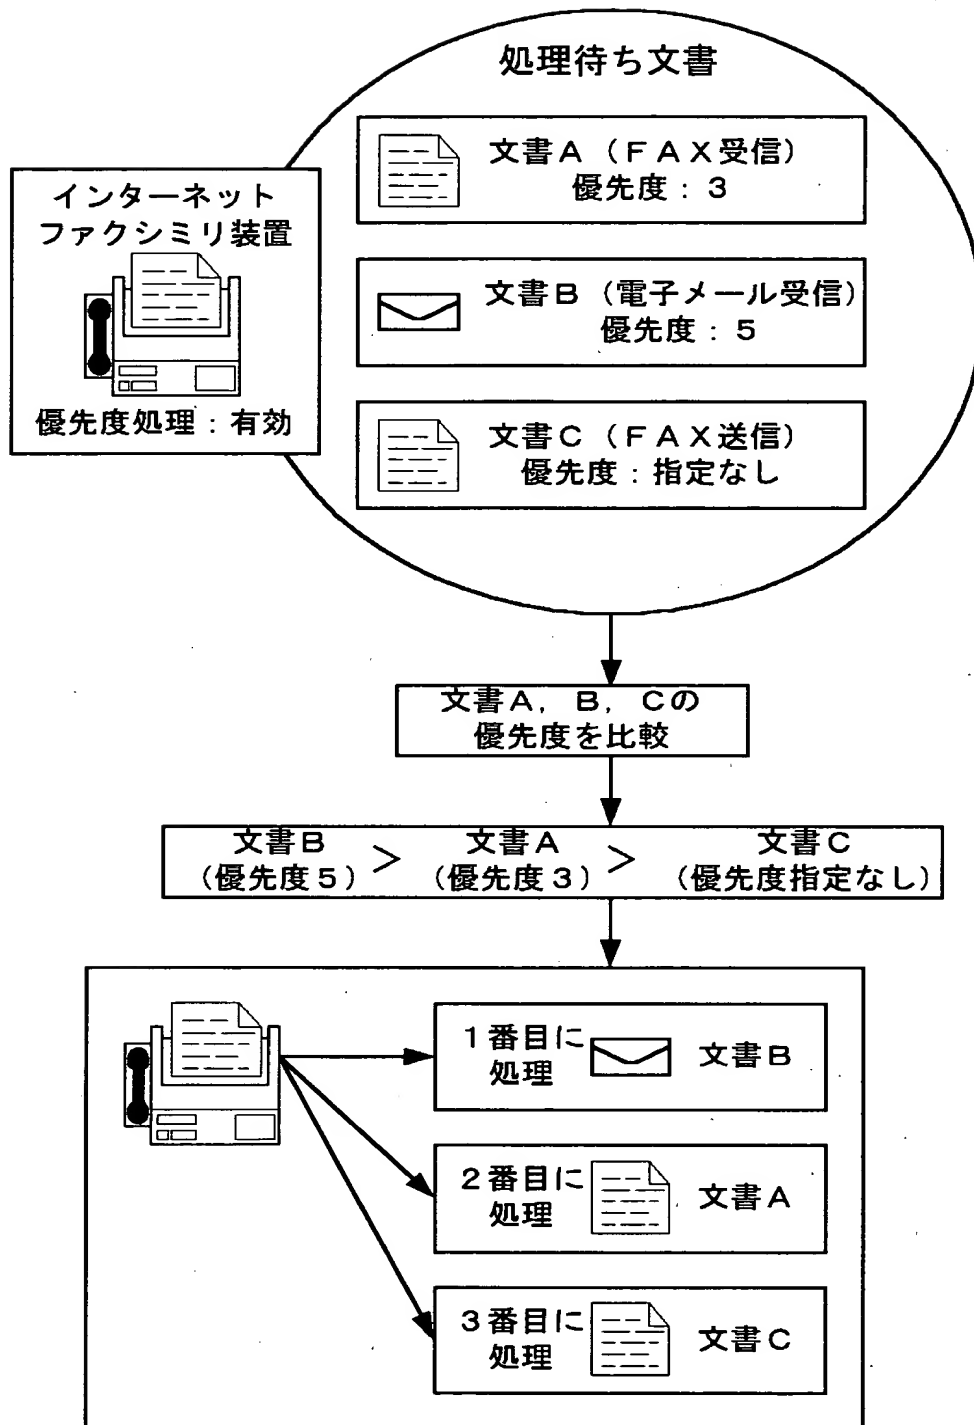 処理待ち文書
文書A（FAX受信）
優先度：3
インターネット
ファクシミリ装置
優先度処理：有効
文書B（電子メール受信）
優先度：5
文書C（FAX送信）
優先度：指定なし
文書A，B，Cの
優先度を比較
文書B > 文書A > 文書C
（優先度5） （優先度3） （優先度指定なし）
1番目に
処理 文書B
2番目に
処理 文書A
3番目に
処理 文書C